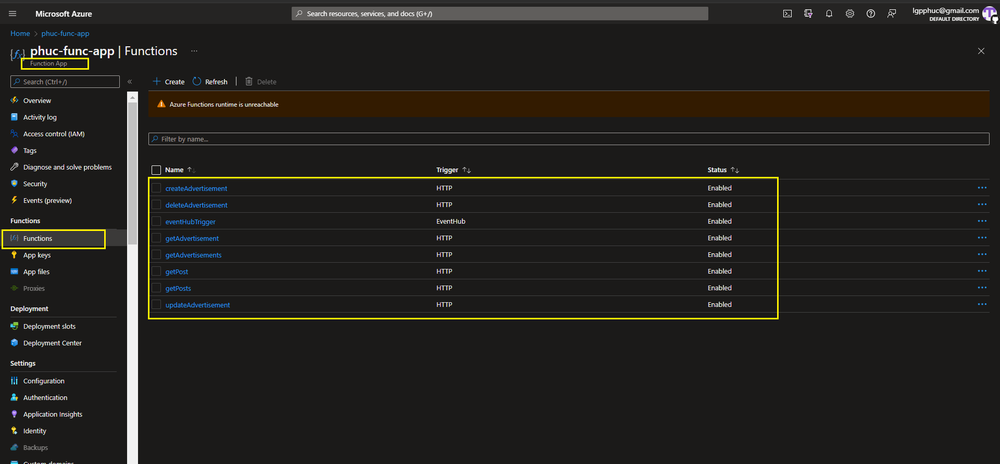 Microsoft Azure
Search resources, services, and docs (G+/)
lgpphuc@gmail.com
DEFAULT DIRECTORY
Home > phuc-func-app
phuc-func-app | Functions ...
Function App
Search (Ctrl+/)
Overview
Activity log
Access control (IAM)
Tags
Diagnose and solve problems
Security
Events (preview)
Functions
Functions
App keys
App files
Proxies
Deployment
Deployment slots
Deployment Center
Settings
Configuration
Authentication
Application Insights
Identity
Backups
Custom domains
Create Refresh | Delete
Azure Functions runtime is unreachable
Filter by name...
Name Trigger Status
createAdvertisement HTTP Enabled
deleteAdvertisement HTTP Enabled
eventHubTrigger EventHub Enabled
getAdvertisement HTTP Enabled
getAdvertisements HTTP Enabled
getPost HTTP Enabled
getPosts HTTP Enabled
updateAdvertisement HTTP Enabled